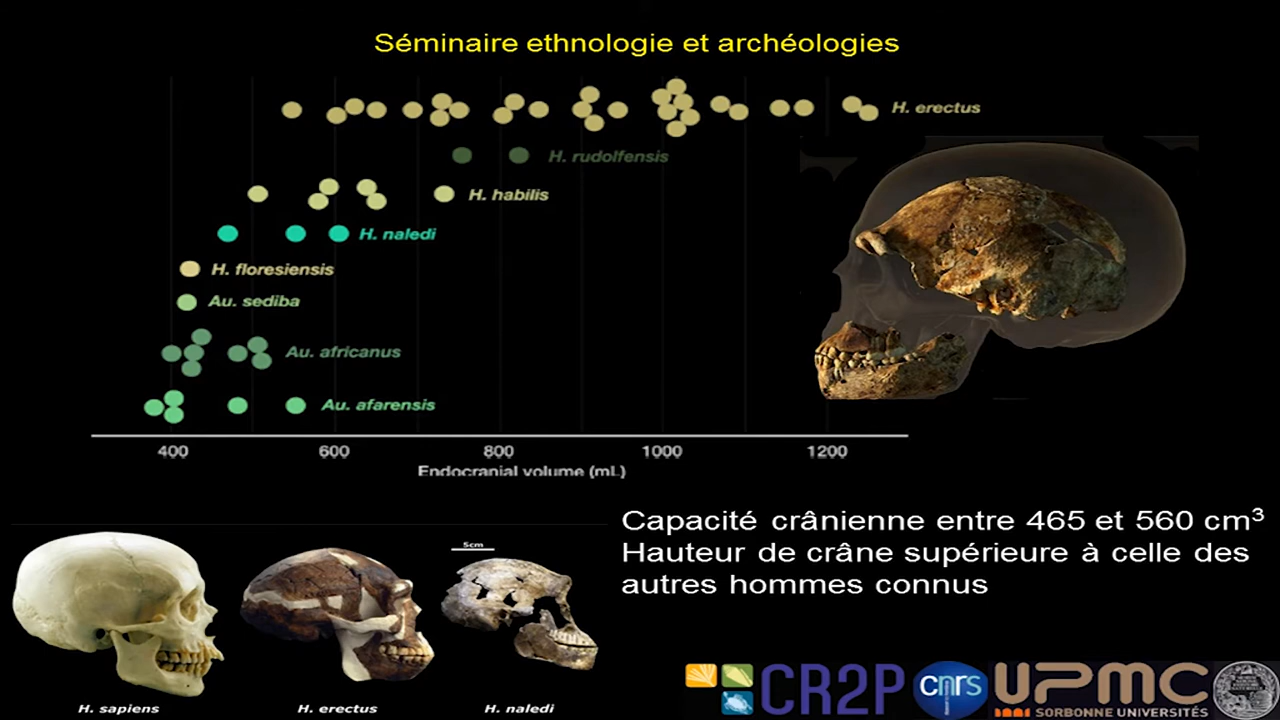 Séminaire ethnologie et archéologies
H. erectus
H. rudolfensis
H. habilis
H. naledi
H. floresiensis
Au. sediba
Au. africanus
Au. afarensis
400 600 800 1000 1200
Endocranial volume (mL)
Capacité crânienne entre 465 et 560 cm³
Hauteur de crâne supérieure à celle des
autres hommes connus
5cm
H. sapiens H. erectus H. naledi
CR2P cnrs UPMC
SORBONNE UNIVERSITÉS